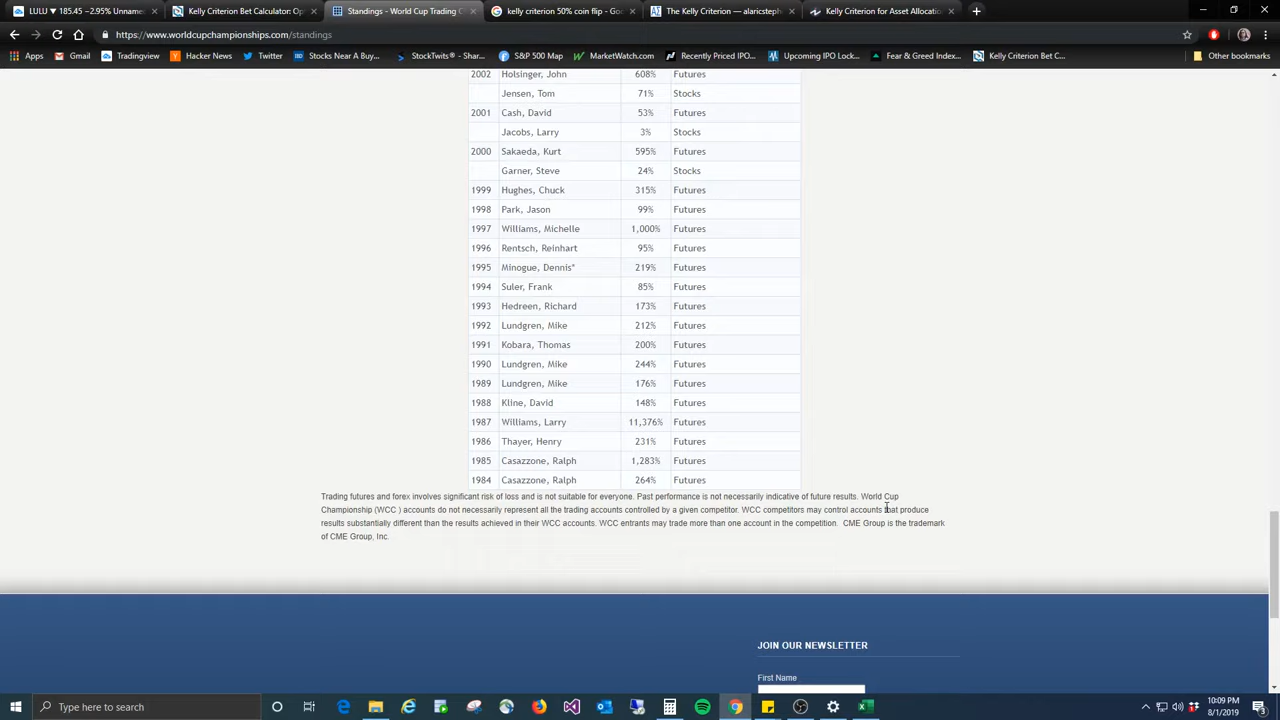 LULU ▼ 185.45 −2.95% Unnamed
Kelly Criterion Bet Calculator: Op
Standings - World Cup Trading
kelly criterion 50% coin flip - Go
The Kelly Criterion — alaricstep
Kelly Criterion Asset Allocati
https://www.worldcupchampionships.com/standings
Apps
Tradingview
Hacker News
Twitter
Stocks Near A Buy...
StockTwits® - Shar...
S&P 500 Map
MarketWatch.com
Recently Priced IPO...
Upcoming IPO Lock...
Fear & Greed Index...
Kelly Criterion Bet C...
Other bookmarks
2002 Holsinger, John 608% Futures
Jensen, Tom 71% Stocks
2001 Cash, David 53% Futures
Jacobs, Larry 3% Stocks
2000 Sakaeda, Kurt 595% Futures
Garner, Steve 24% Stocks
1999 Hughes, Chuck 315% Futures
1998 Park, Jason 99% Futures
1997 Williams, Michelle 1,000% Futures
1996 Rentsch, Reinhart 95% Futures
1995 Minogue, Dennis* 219% Futures
1994 Suler, Frank 85% Futures
1993 Hedreen, Richard 173% Futures
1992 Lundgren, Mike 212% Futures
1991 Kobara, Thomas 200% Futures
1990 Lundgren, Mike 244% Futures
1989 Lundgren, Mike 176% Futures
1988 Kline, David 148% Futures
1987 Williams, Larry 11,376% Futures
1986 Thayer, Henry 231% Futures
1985 Casazzone, Ralph 1,283% Futures
1984 Casazzone, Ralph 264% Futures
Trading futures and forex involves significant risk of loss and is not suitable for everyone. Past performance is not necessarily indicative of future results. World Cup
Championship (WCC ) accounts do not necessarily represent all the trading accounts controlled by a given competitor. WCC competitors may control accounts that produce
results substantially different than the results achieved in their WCC accounts. WCC entrants may trade more than one account in the competition. CME Group is the trademark
of CME Group, Inc.
JOIN OUR NEWSLETTER
First Name
Type here to search
10:09 PM
8/1/2019